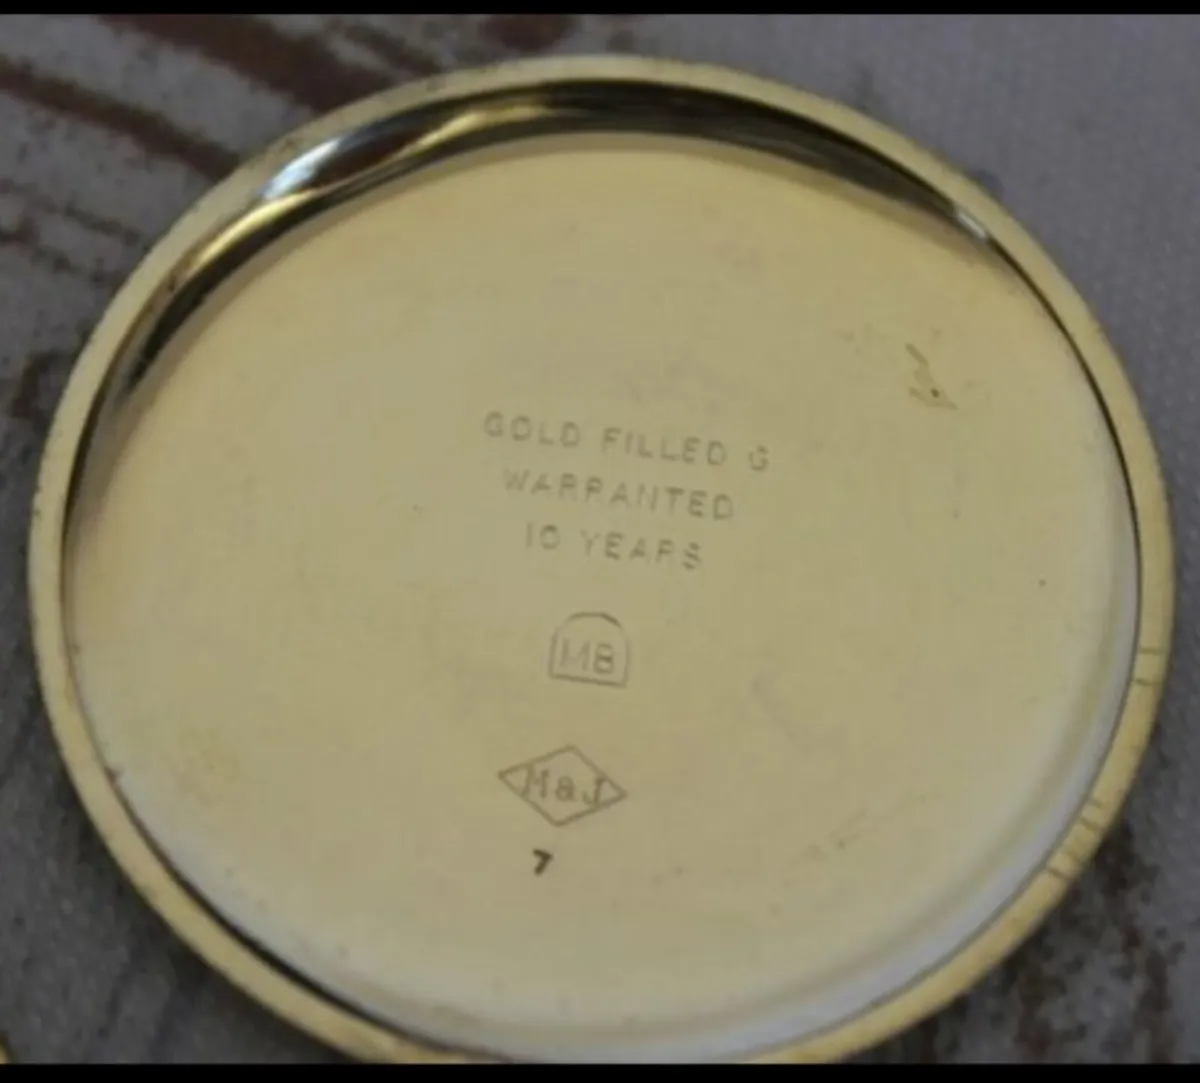 GOLD FILLED G
WARRANTED
10 YEARS
MB
M&J
7